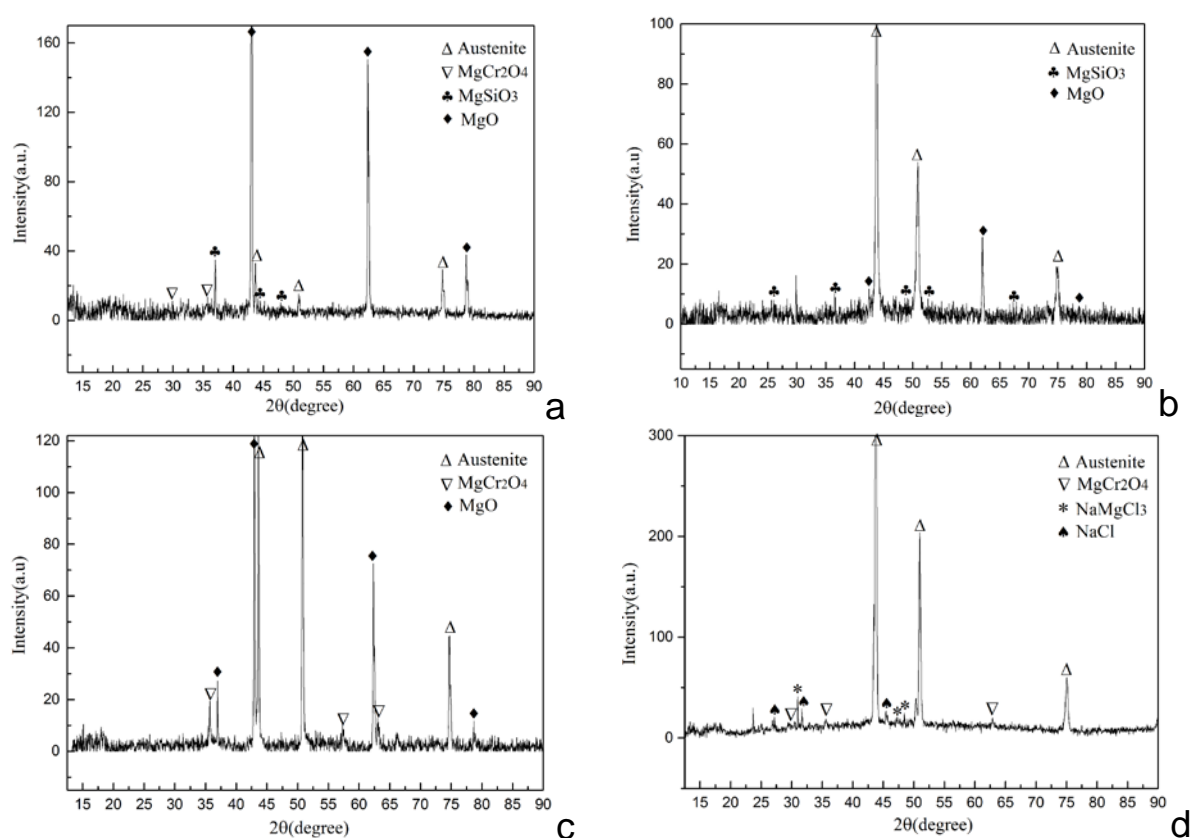 160
120
80
40
0
Intensity(a.u.)
Δ Austenite
▽ MgCr2O4
♣ MgSiO3
♦ MgO
15 20 25 30 35 40 45 50 55 60 65 70 75 80 85 90
2θ(degree)
a
100
80
60
40
20
0
Intensity(a.u)
Δ Austenite
♣ MgSiO3
♦ MgO
10 15 20 25 30 35 40 45 50 55 60 65 70 75 80 85 90
2θ(degree)
b
120
100
80
60
40
20
0
Intensity(a.u)
Δ Austenite
▽ MgCr2O4
♦ MgO
15 20 25 30 35 40 45 50 55 60 65 70 75 80 85 90
2θ(degree)
c
300
200
100
0
Intensity(a.u.)
Δ Austenite
▽ MgCr2O4
* NaMgCl3
♠ NaCl
15 20 25 30 35 40 45 50 55 60 65 70 75 80 85 90
2θ(degree)
d